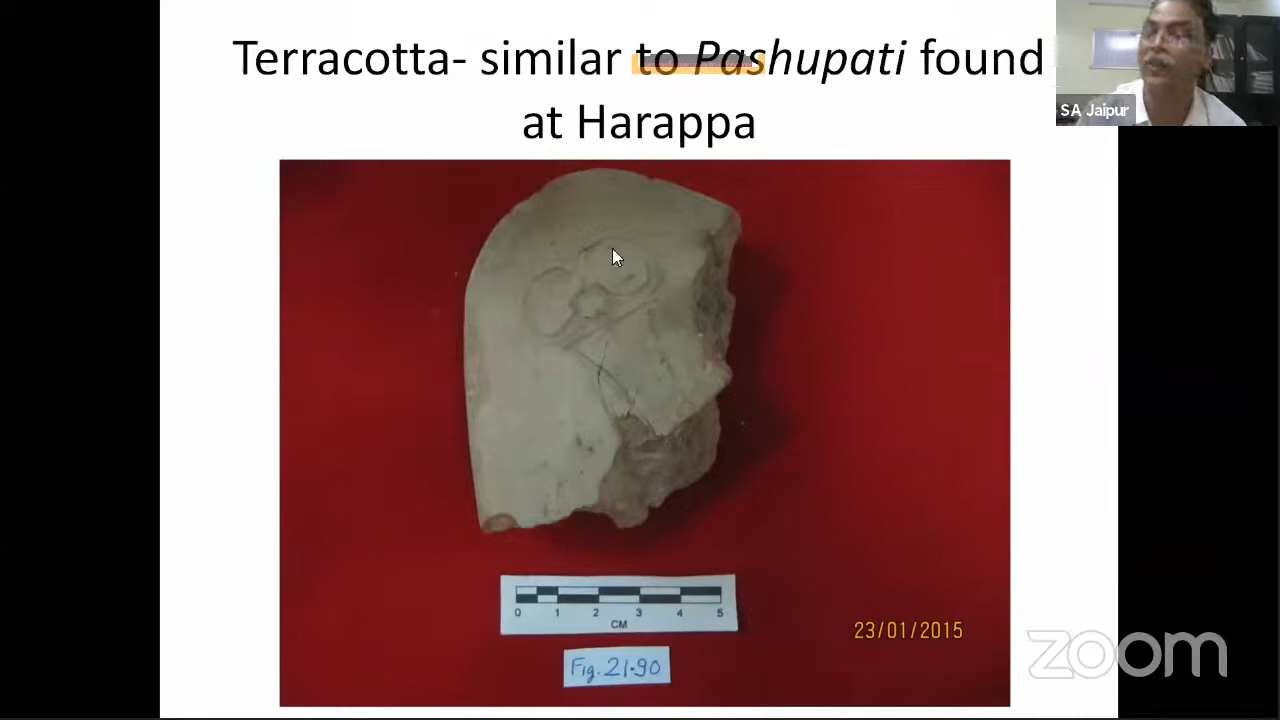 Terracotta- similar to Pashupati found
at Harappa
SA Jaipur
0 1 2 3 4 5
CM
Fig. 21.90
23/01/2015
zoom